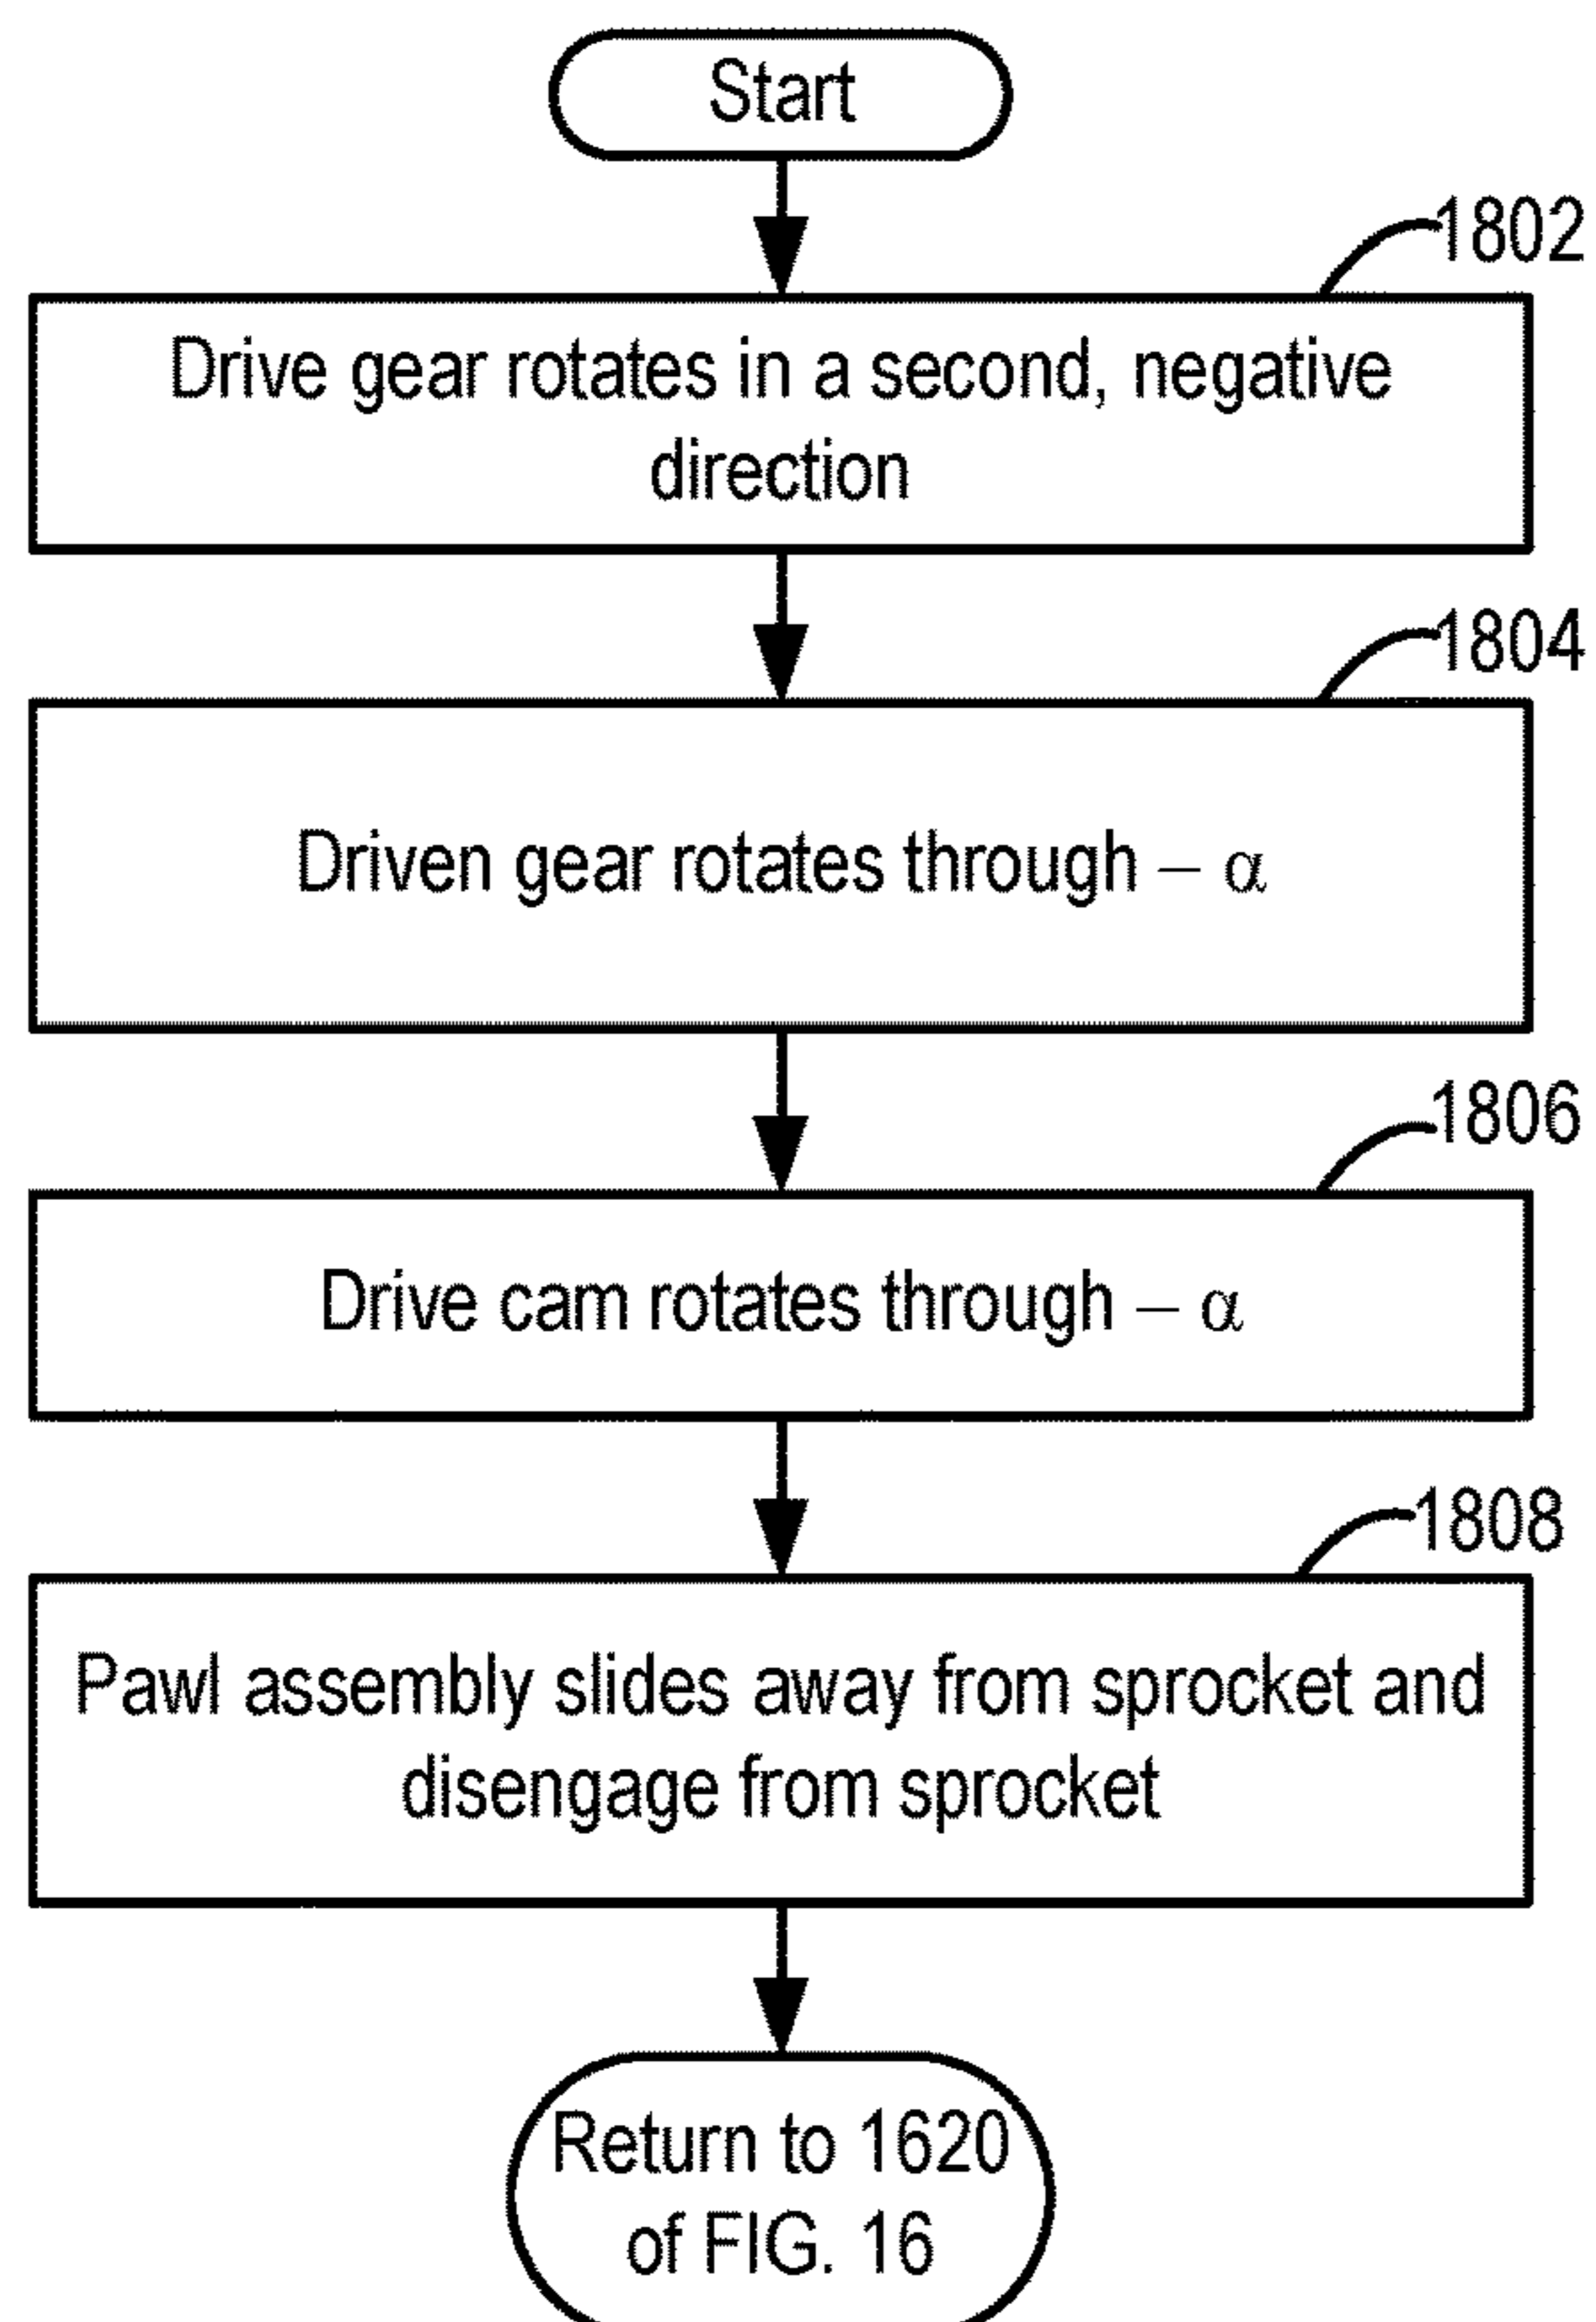 Start
1802
Drive gear rotates in a second, negative
direction
1804
Driven gear rotates through – α
1806
Drive cam rotates through – α
1808
Pawl assembly slides away from sprocket and
disengage from sprocket
Return to 1620
of FIG. 16